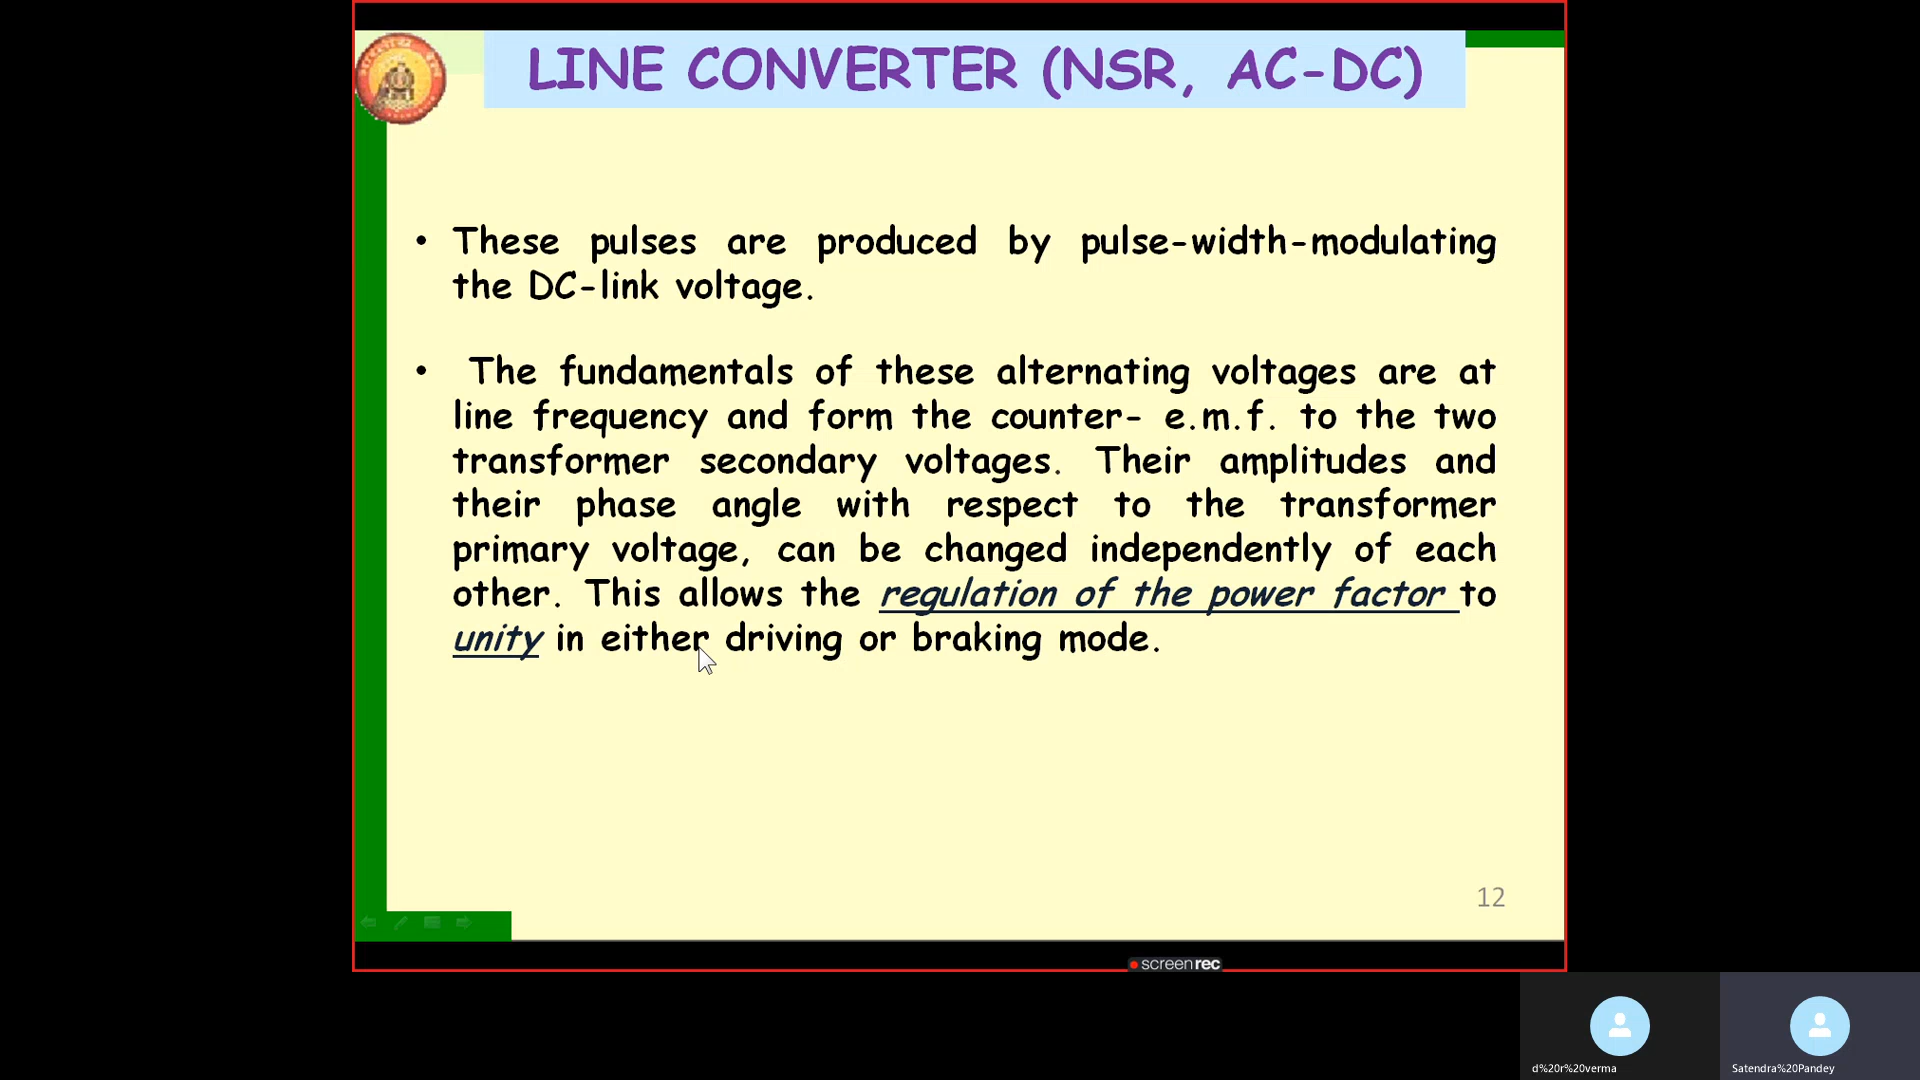 LINE CONVERTER (NSR, AC-DC)
• These pulses are produced by pulse-width-modulating
the DC-link voltage.
• The fundamentals of these alternating voltages are at
line frequency and form the counter- e.m.f. to the two
transformer secondary voltages. Their amplitudes and
their phase angle with respect to the transformer
primary voltage, can be changed independently of each
other. This allows the regulation of the power factor to
unity in either driving or braking mode.
12
screenrec
d%20r%20verma
Satendra%20Pandey